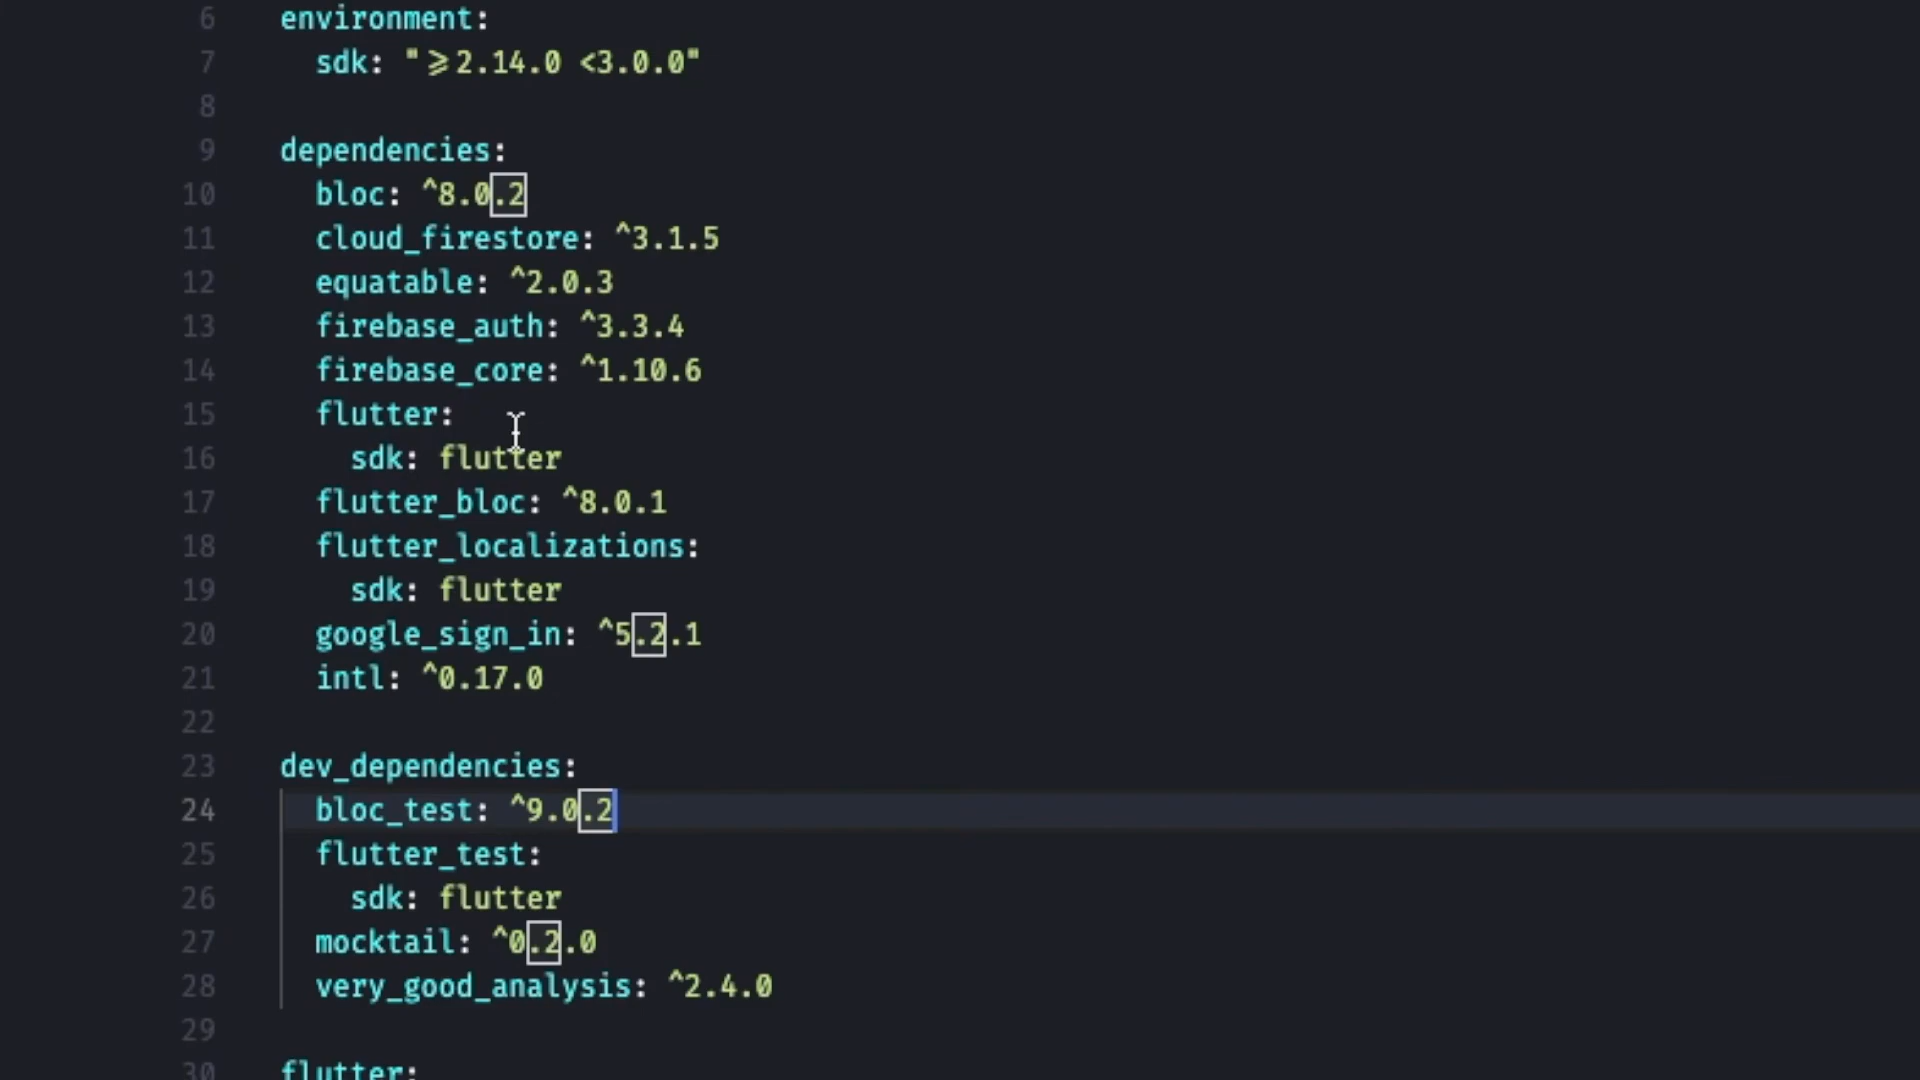 6 environment:
7 sdk: ">=2.14.0 <3.0.0"
8
9 dependencies:
10 bloc: ^8.0.2
11 cloud_firestore: ^3.1.5
12 equatable: ^2.0.3
13 firebase_auth: ^3.3.4
14 firebase_core: ^1.10.6
15 flutter:
16 sdk: flutter
17 flutter_bloc: ^8.0.1
18 flutter_localizations:
19 sdk: flutter
20 google_sign_in: ^5.2.1
21 intl: ^0.17.0
22
23 dev_dependencies:
24 bloc_test: ^9.0.2
25 flutter_test:
26 sdk: flutter
27 mocktail: ^0.2.0
28 very_good_analysis: ^2.4.0
29
30 flutter: